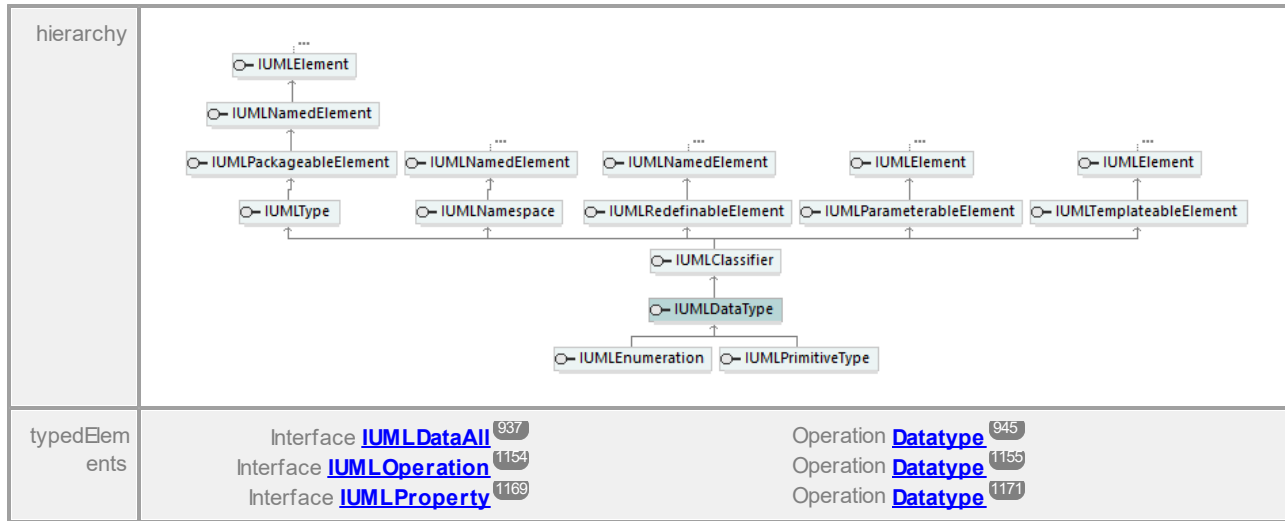 hierarchy
...
IUMLElement
IUMLNamedElement
... ... ... ...
IUMLPackageableElement IUMLNamedElement IUMLNamedElement IUMLElement IUMLElement
IUMLType IUMLNamespace IUMLRedefinableElement IUMLParameterableElement IUMLTemplateableElement
IUMLClassifier
IUMLDataType
IUMLEnumeration IUMLPrimitiveType
typedElem
ents
Interface IUMLDataAll 937 Operation Datatype 945
Interface IUMLOperation 1154 Operation Datatype 1155
Interface IUMLProperty 1169 Operation Datatype 1171